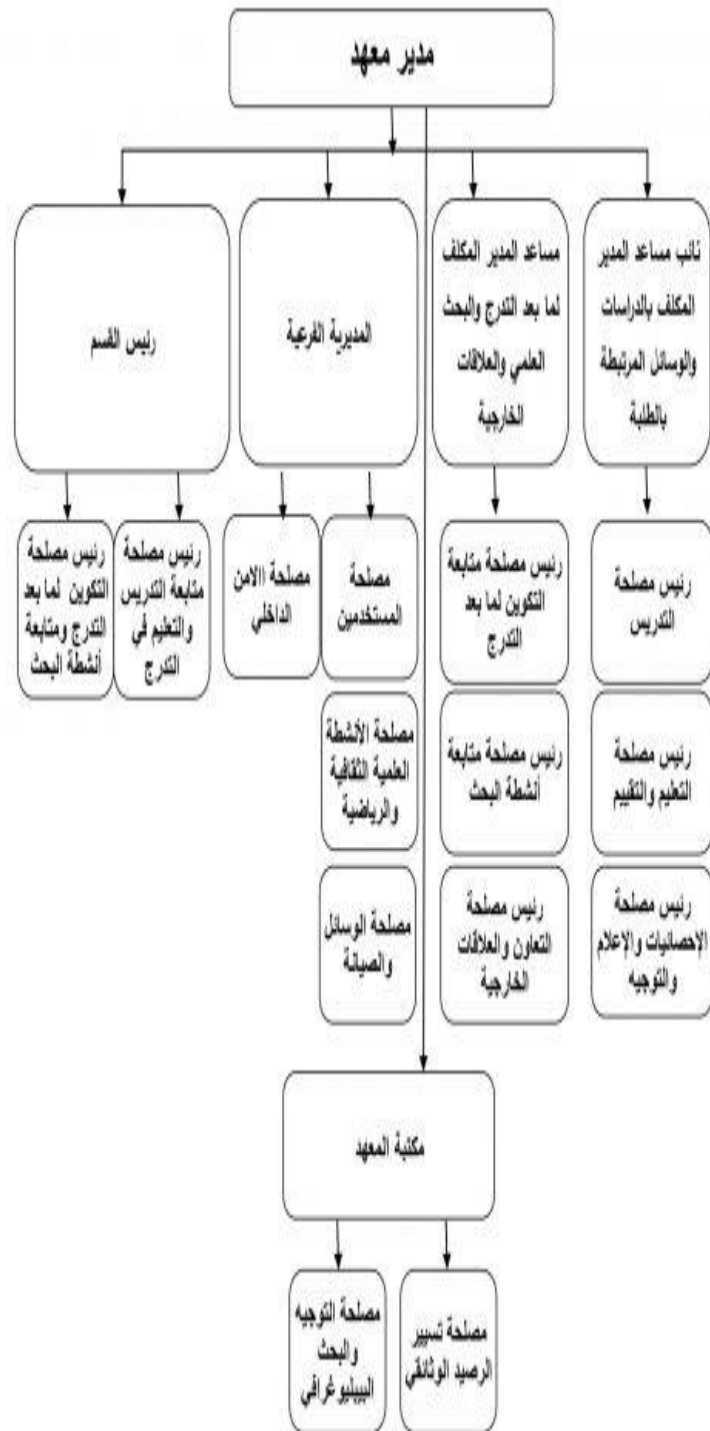 مدير معهد
نائب مساعد المدير
المكلف بالدراسات
والوسائل المرتبطة
بالطلبة
مساعد المدير المكلف
لما بعد التدرج والبحث
العلمي والعلاقات
الخارجية
المديرية الفرعية
رئيس القسم
رئيس مصلحة
التدريس
رئيس مصلحة
التعليم والتقييم
رئيس مصلحة
الإحصائيات والإعلام
والتوجيه
رئيس مصلحة متابعة
التكوين لما بعد
التدرج
رئيس مصلحة متابعة
أنشطة البحث
رئيس مصلحة
التعاون والعلاقات
الخارجية
مصلحة
المستخدمين
مصلحة الأنشطة
العلمية الثقافية
والرياضية
مصلحة الوسائل
والصيانة
مصلحة االامن
الداخلي
رئيس مصلحة
متابعة التدريس
والتعليم في
التدرج
رئيس مصلحة
التكوين لما بعد
التدرج ومتابعة
أنشطة البحث
مكتبة المعهد
مصلحة تسيير
الرصيد الوثائقي
مصلحة التوجيه
والبحث
البيبليوغرافي